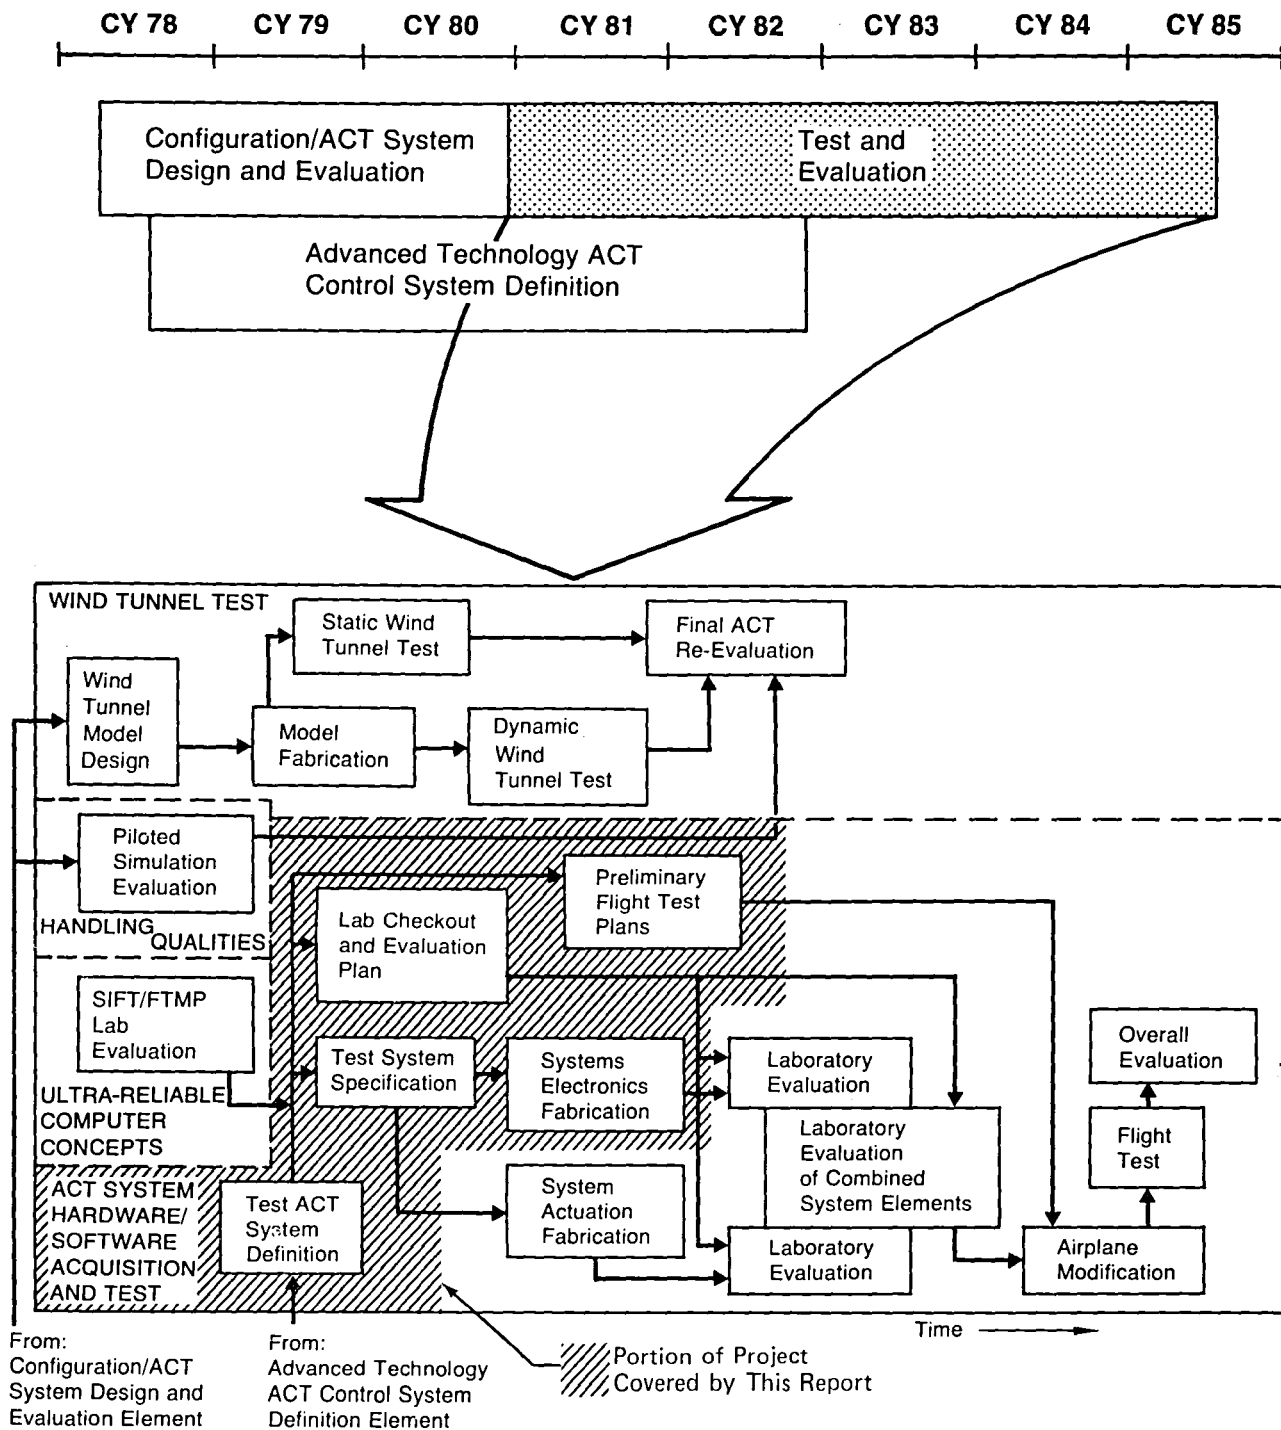 CY 78 CY 79 CY 80 CY 81 CY 82 CY 83 CY 84 CY 85
Configuration/ACT System
Design and Evaluation
Test and
Evaluation
Advanced Technology ACT
Control System Definition
WIND TUNNEL TEST
Static Wind
Tunnel Test
Final ACT
Re-Evaluation
Wind
Tunnel
Model
Design
Model
Fabrication
Dynamic
Wind
Tunnel Test
Piloted
Simulation
Evaluation
HANDLING
QUALITIES
Preliminary
Flight Test
Plans
Lab Checkout
and Evaluation
Plan
SIFT/FTMP
Lab
Evaluation
ULTRA-RELIABLE
COMPUTER
CONCEPTS
Test System
Specification
Systems
Electronics
Fabrication
Laboratory
Evaluation
Overall
Evaluation
Laboratory
Evaluation
of Combined
System Elements
Flight
Test
ACT SYSTEM
HARDWARE/
SOFTWARE
ACQUISITION
AND TEST
Test ACT
System
Definition
System
Actuation
Fabrication
Laboratory
Evaluation
Airplane
Modification
Time
From:
Configuration/ACT
System Design and
Evaluation Element
From:
Advanced Technology
ACT Control System
Definition Element
Portion of Project
Covered by This Report